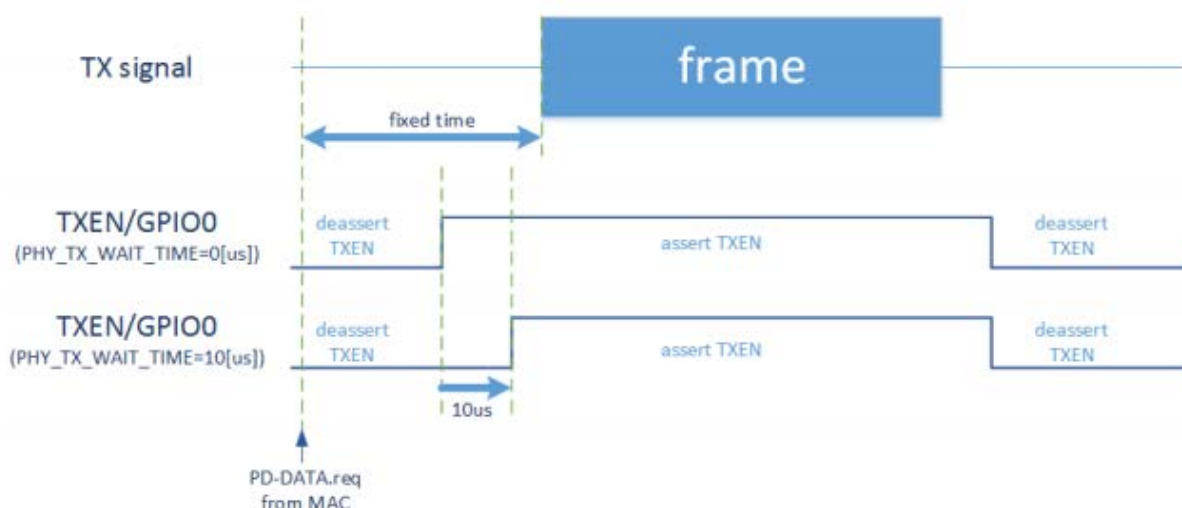 TX signal
frame
fixed time
TXEN/GPIO0
(PHY_TX_WAIT_TIME=0[us])
deassert
TXEN
assert TXEN
deassert
TXEN
TXEN/GPIO0
(PHY_TX_WAIT_TIME=10[us])
deassert
TXEN
assert TXEN
deassert
TXEN
10us
PD-DATA.req
from MAC